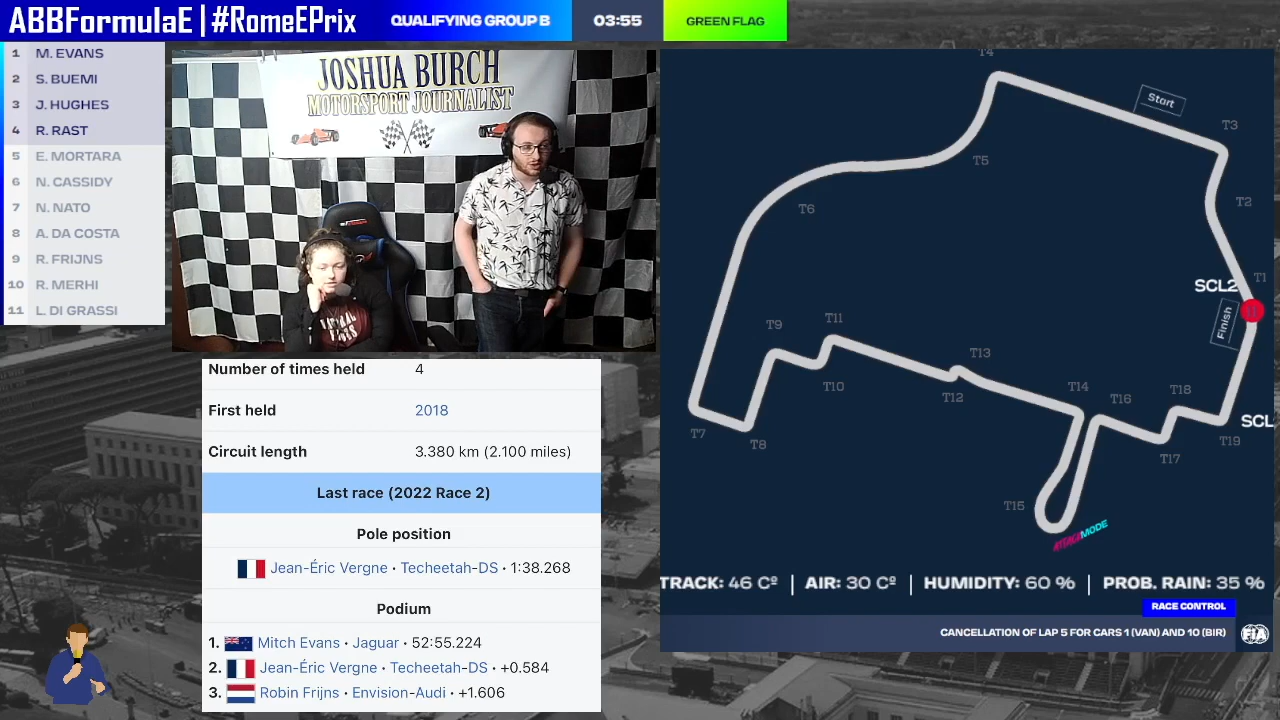 ABBFormulaE | #RomeEPrix
QUALIFYING GROUP B
03:55
GREEN FLAG
1 M. EVANS
2 S. BUEMI
3 J. HUGHES
4 R. RAST
5 E. MORTARA
6 N. CASSIDY
7 N. NATO
8 A. DA COSTA
9 R. FRIJNS
10 R. MERHI
11 L. DI GRASSI
JOSHUA BURCH
MOTORSPORT JOURNALIST
Number of times held 4
First held 2018
Circuit length 3.380 km (2.100 miles)
Last race (2022 Race 2)
Pole position
Jean-Éric Vergne • Techeetah-DS • 1:38.268
Podium
1. Mitch Evans • Jaguar • 52:55.224
2. Jean-Éric Vergne • Techeetah-DS • +0.584
3. Robin Frijns • Envision-Audi • +1.606
T4
Start
T3
T5
T2
T6
T1
SCL2
Finish
T11
T9
T13
T10
T12
T14
T16
T18
T7
T8
SCL
T19
T17
T15
ATTACK MODE
TRACK: 46 Cº | AIR: 30 Cº | HUMIDITY: 60 % | PROB. RAIN: 35 %
RACE CONTROL
CANCELLATION OF LAP 5 FOR CARS 1 (VAN) AND 10 (BIR)
FIA